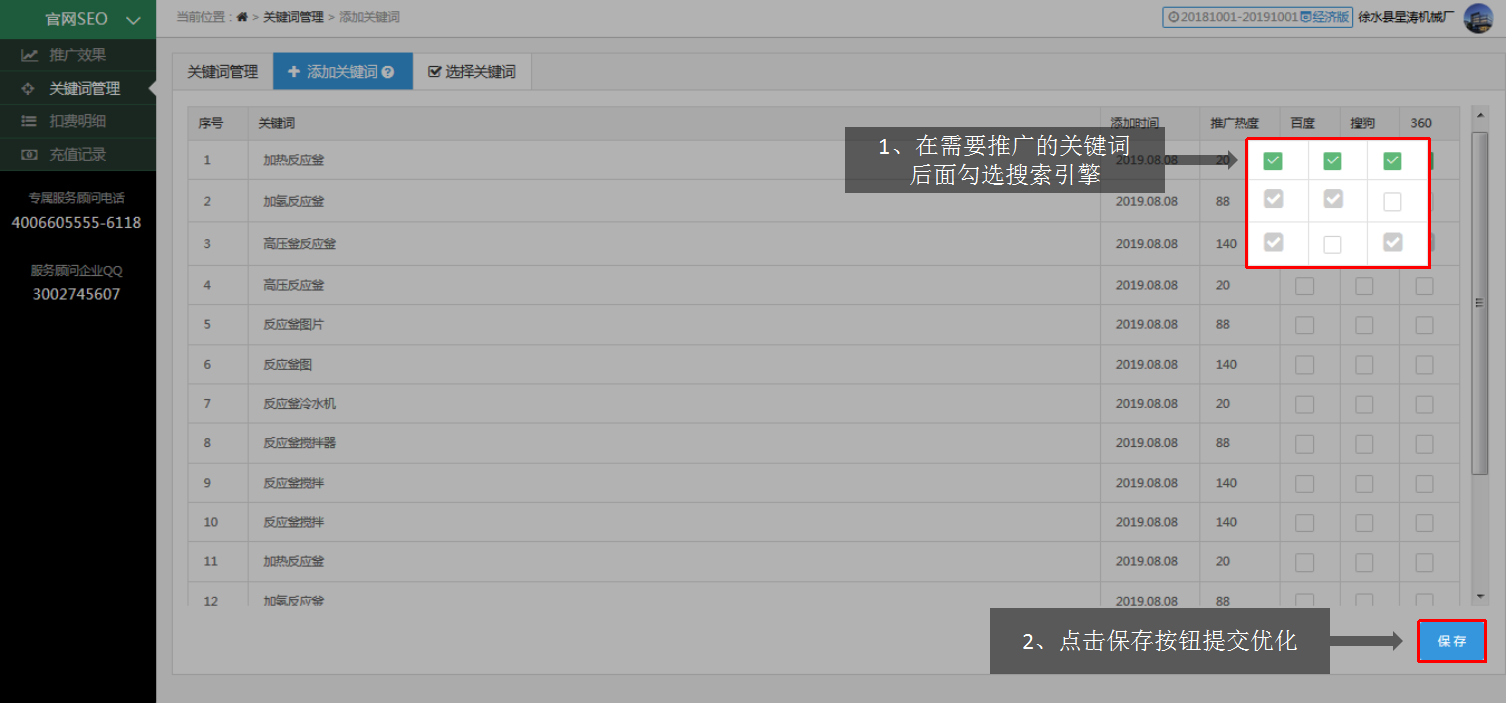 官网SEO
当前位置： > 关键词管理 > 添加关键词
20181001-20191001 经济版 徐水县星涛机械厂
推广效果
关键词管理
扣费明细
充值记录
专属服务顾问电话
4006605555-6118
服务顾问企业QQ
3002745607
关键词管理 添加关键词 选择关键词
序号 关键词 添加时间 推广热度 百度 搜狗 360
1、在需要推广的关键词
后面勾选搜索引擎
1 加热反应釜 2019.08.08 20
2 加氢反应釜 2019.08.08 88
3 高压釜反应釜 2019.08.08 140
4 高压反应釜 2019.08.08 20
5 反应釜图片 2019.08.08 88
6 反应釜图 2019.08.08 140
7 反应釜冷水机 2019.08.08 20
8 反应釜搅拌器 2019.08.08 88
9 反应釜搅拌 2019.08.08 140
10 反应釜搅拌 2019.08.08 140
11 加热反应釜 2019.08.08 20
12 加氢反应釜 2019.08.08 88
2、点击保存按钮提交优化
保存